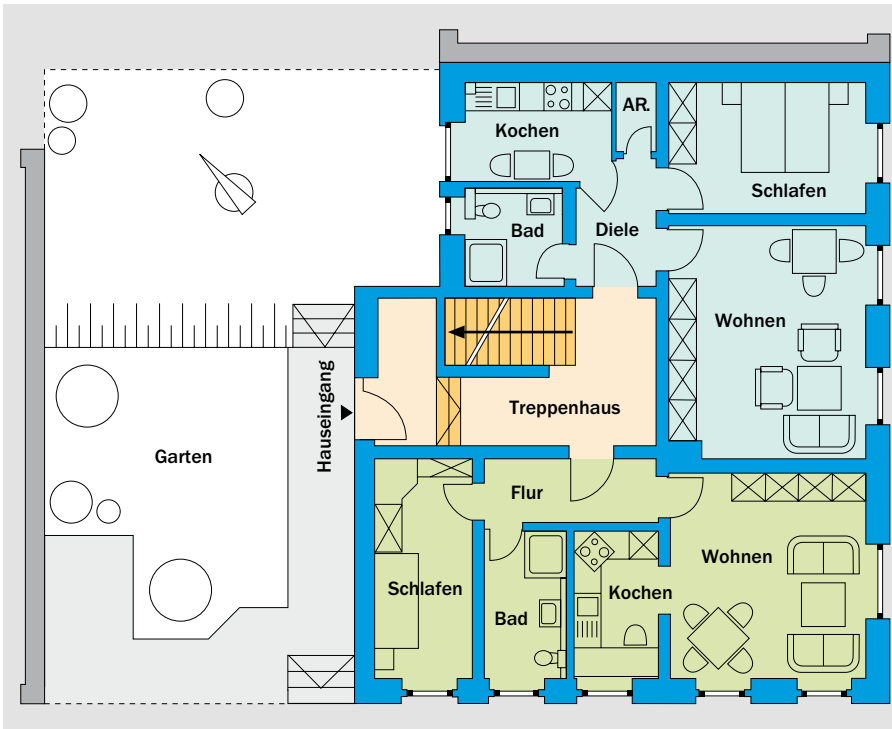 AR.
Kochen
Schlafen
Bad
Diele
Wohnen
Hauseingang
Treppenhaus
Garten
Flur
Wohnen
Schlafen
Kochen
Bad